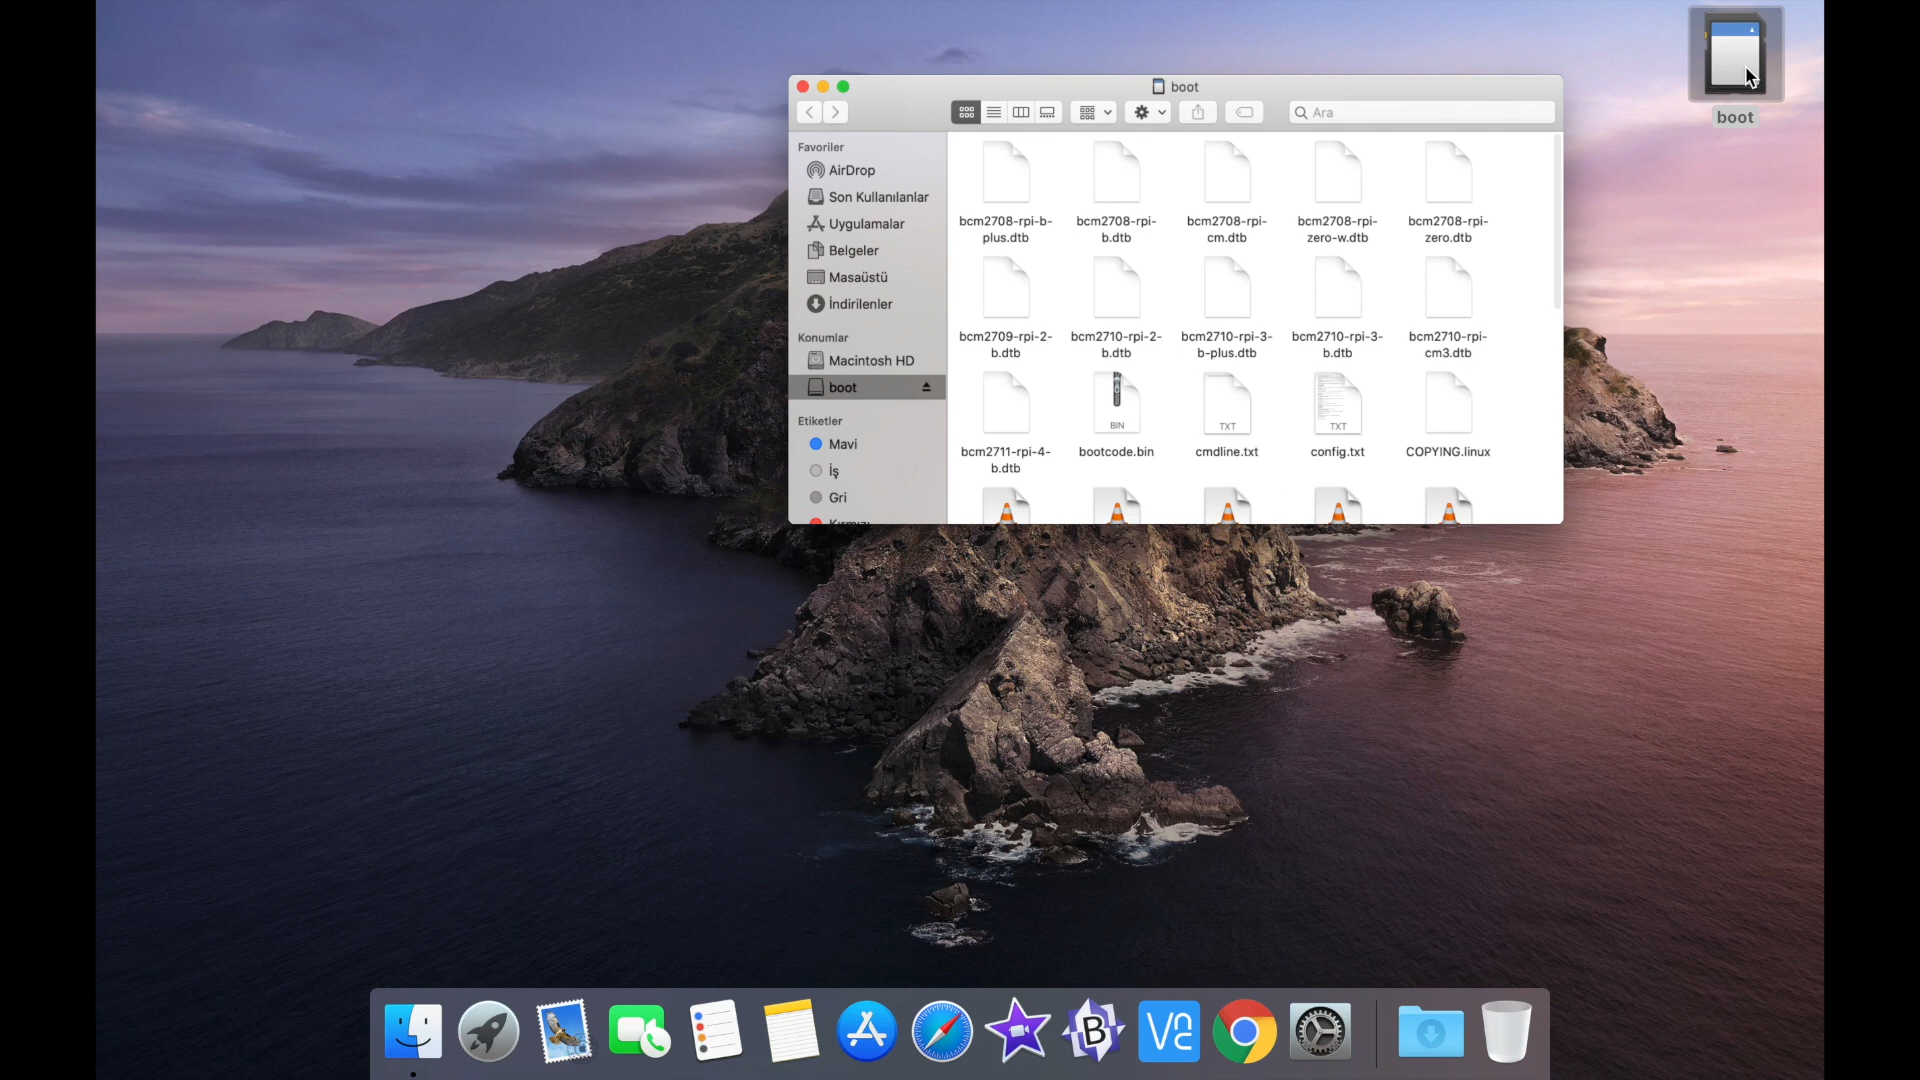 boot
boot
Ara
Favoriler
AirDrop
Son Kullanılanlar
Uygulamalar
Belgeler
Masaüstü
İndirilenler
Konumlar
Macintosh HD
boot
Etiketler
Mavi
İş
Gri
Kırmızı
bcm2708-rpi-b-
plus.dtb
bcm2708-rpi-
b.dtb
bcm2708-rpi-
cm.dtb
bcm2708-rpi-
zero-w.dtb
bcm2708-rpi-
zero.dtb
bcm2709-rpi-2-
b.dtb
bcm2710-rpi-2-
b.dtb
bcm2710-rpi-3-
b-plus.dtb
bcm2710-rpi-3-
b.dtb
bcm2710-rpi-
cm3.dtb
bcm2711-rpi-4-
b.dtb
BIN
bootcode.bin
TXT
cmdline.txt
TXT
config.txt
COPYING.linux
B